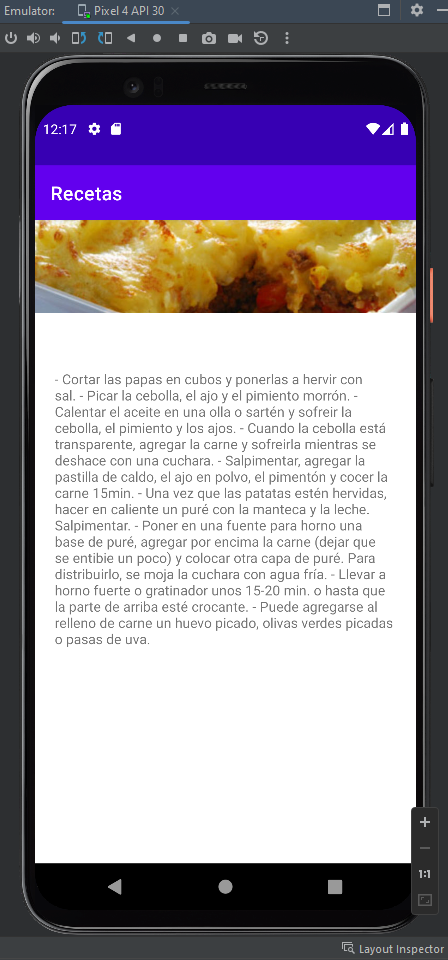 Emulator:
Pixel 4 API 30
12:17
Recetas
- Cortar las papas en cubos y ponerlas a hervir con
sal. - Picar la cebolla, el ajo y el pimiento morrón. -
Calentar el aceite en una olla o sartén y sofreir la
cebolla, el pimiento y los ajos. - Cuando la cebolla está
transparente, agregar la carne y sofreirla mientras se
deshace con una cuchara. - Salpimentar, agregar la
pastilla de caldo, el ajo en polvo, el pimentón y cocer la
carne 15min. - Una vez que las patatas estén hervidas,
hacer en caliente un puré con la manteca y la leche.
Salpimentar. - Poner en una fuente para horno una
base de puré, agregar por encima la carne (dejar que
se entibie un poco) y colocar otra capa de puré. Para
distribuirlo, se moja la cuchara con agua fría. - Llevar a
horno fuerte o gratinador unos 15-20 min. o hasta que
la parte de arriba esté crocante. - Puede agregarse al
relleno de carne un huevo picado, olivas verdes picadas
o pasas de uva.
1:1
Layout Inspector